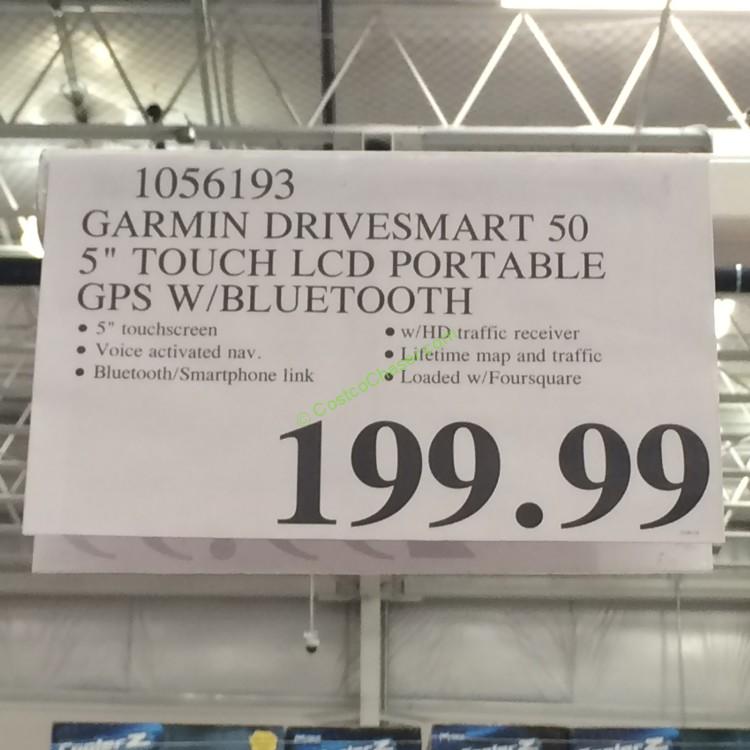 1056193
GARMIN DRIVESMART 50
5" TOUCH LCD PORTABLE
GPS W/BLUETOOTH
• 5" touchscreen
• Voice activated nav.
• Bluetooth/Smartphone link
• w/HD traffic receiver
• Lifetime map and traffic
• Loaded w/Foursquare
© CostcoChaser.com
199.99